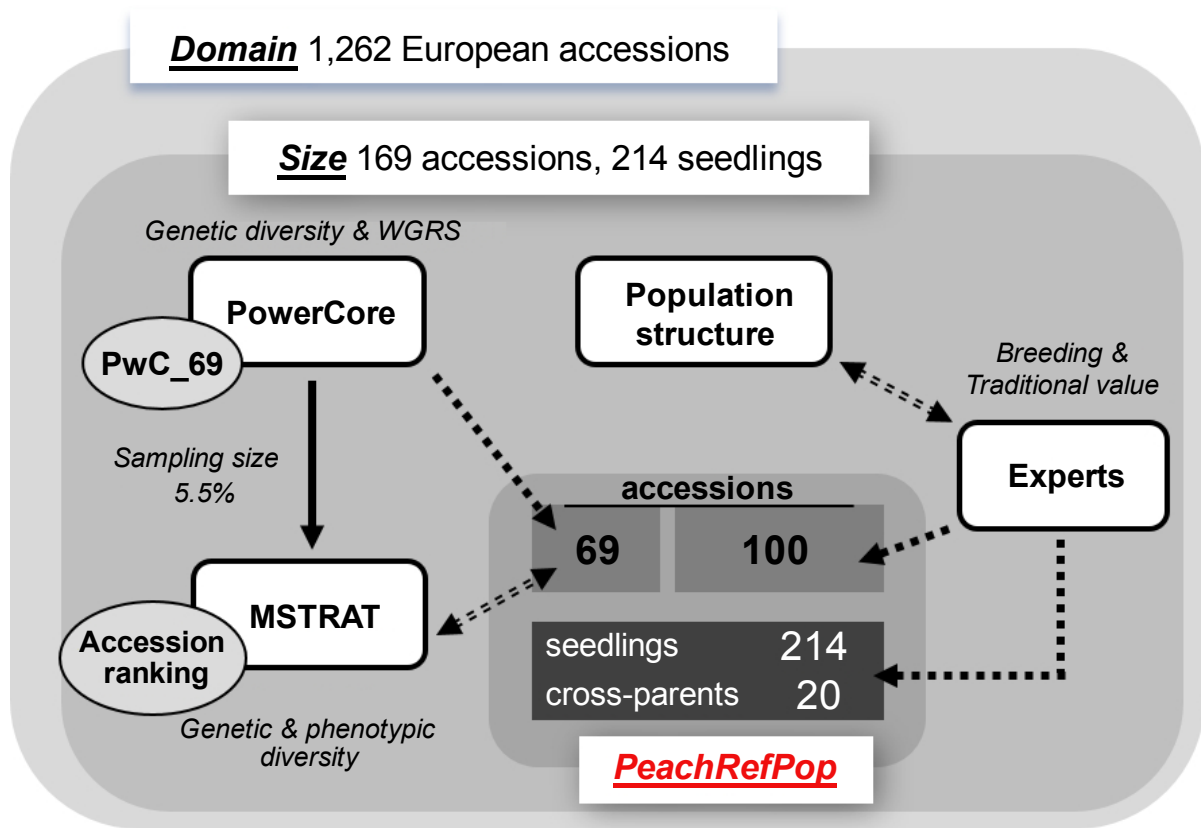 Domain 1,262 European accessions
Size 169 accessions, 214 seedlings
Genetic diversity & WGRS
PowerCore
PwC_69
Population
structure
Breeding &
Traditional value
Experts
Sampling size
5.5%
accessions
69 100
MSTRAT
Accession
ranking
Genetic & phenotypic
diversity
seedlings 214
cross-parents 20
PeachRefPop